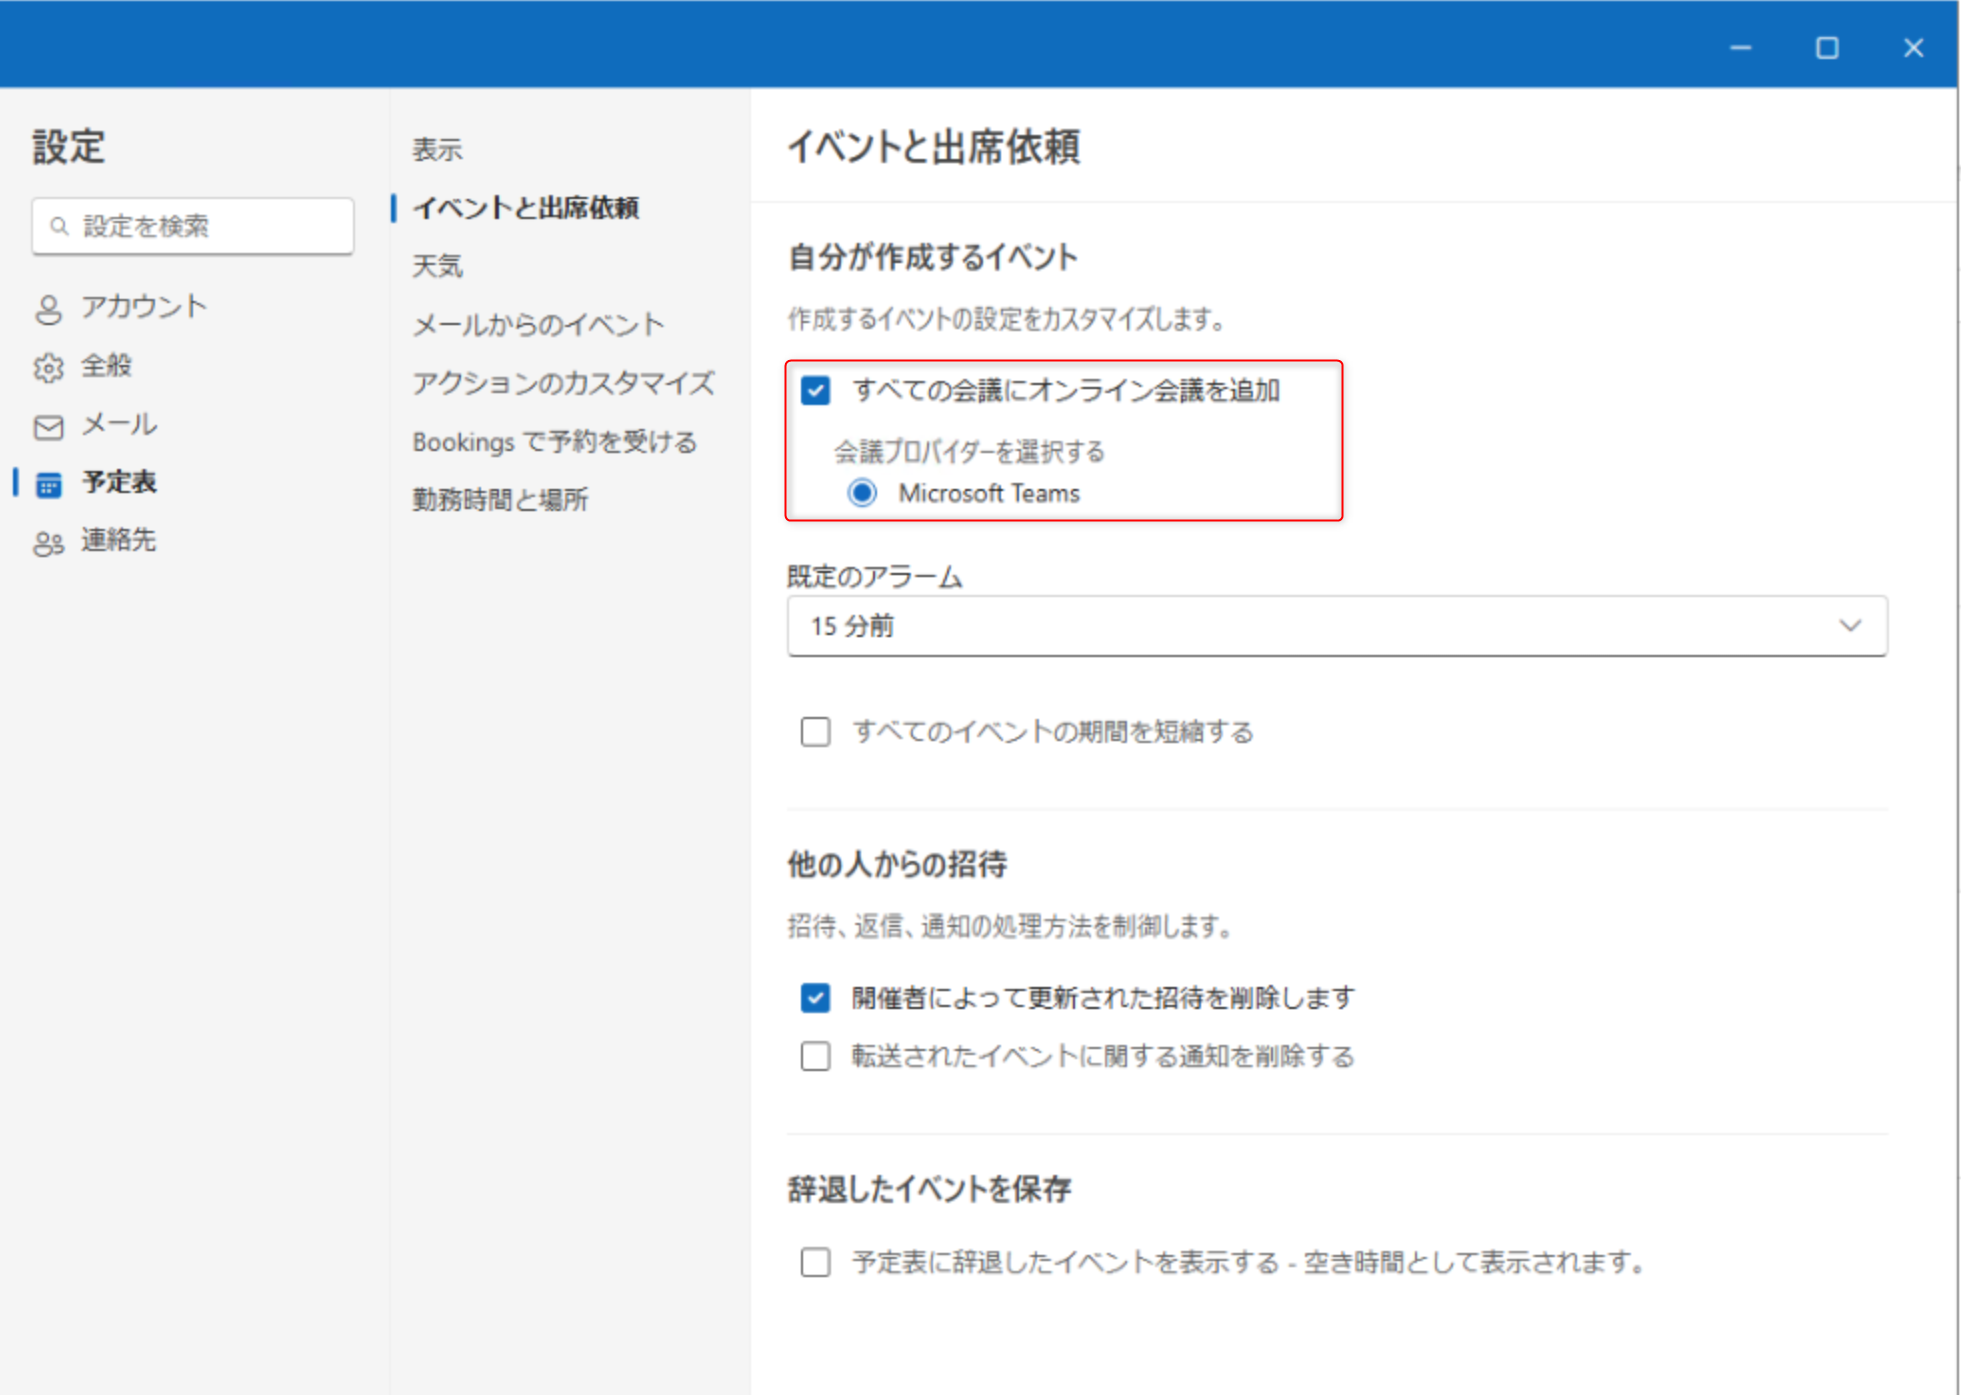 設定
設定を検索
アカウント
全般
メール
予定表
連絡先
表示
イベントと出席依頼
天気
メールからのイベント
アクションのカスタマイズ
Bookings で予約を受ける
勤務時間と場所
イベントと出席依頼
自分が作成するイベント
作成するイベントの設定をカスタマイズします。
すべての会議にオンライン会議を追加
会議プロバイダーを選択する
Microsoft Teams
既定のアラーム
15 分前
すべてのイベントの期間を短縮する
他の人からの招待
招待、返信、通知の処理方法を制御します。
開催者によって更新された招待を削除します
転送されたイベントに関する通知を削除する
辞退したイベントを保存
予定表に辞退したイベントを表示する - 空き時間として表示されます。